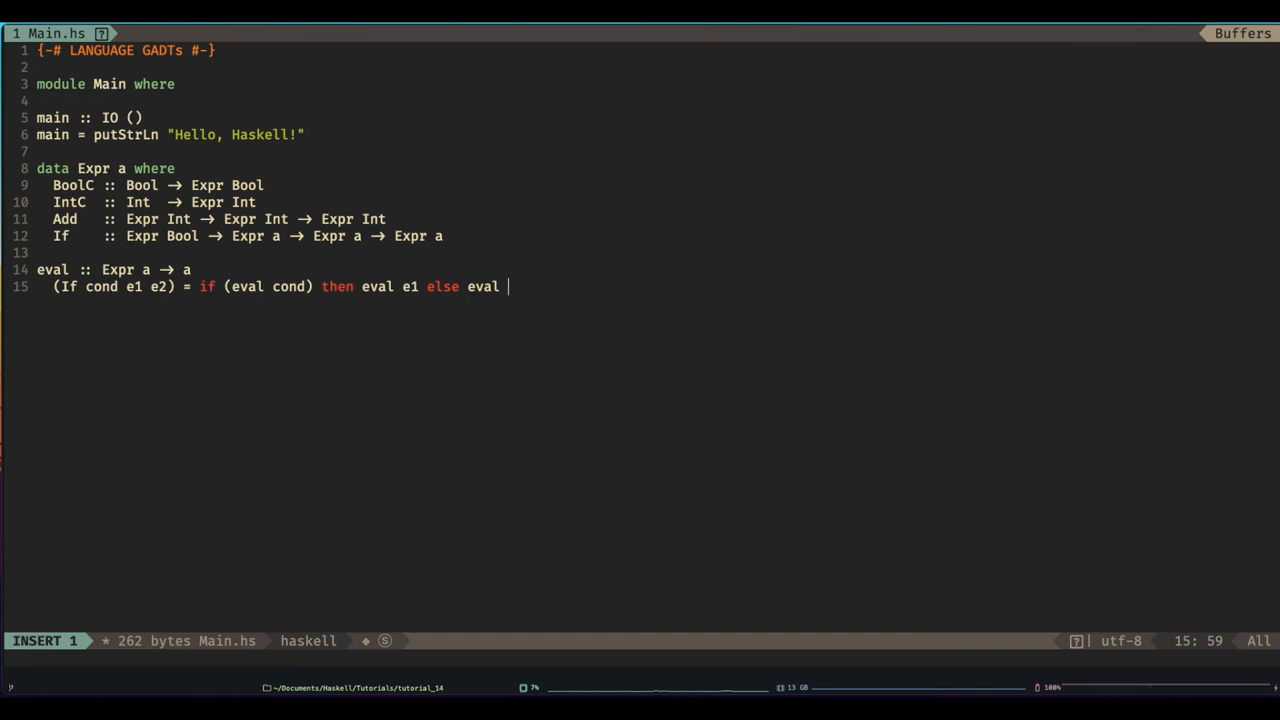 1 Main.hs ? Buffers
1 {-# LANGUAGE GADTs #-}
2
3 module Main where
4
5 main :: IO ()
6 main = putStrLn "Hello, Haskell!"
7
8 data Expr a where
9   BoolC :: Bool → Expr Bool
10   IntC  :: Int  → Expr Int
11   Add   :: Expr Int → Expr Int → Expr Int
12   If    :: Expr Bool → Expr a → Expr a → Expr a
13
14 eval :: Expr a → a
15   (If cond e1 e2) = if (eval cond) then eval e1 else eval
INSERT 1 * 262 bytes Main.hs haskell ◆ Ⓢ ? utf-8 15: 59 All
~/Documents/Haskell/Tutorials/tutorial_14 7% 13 GB 100%